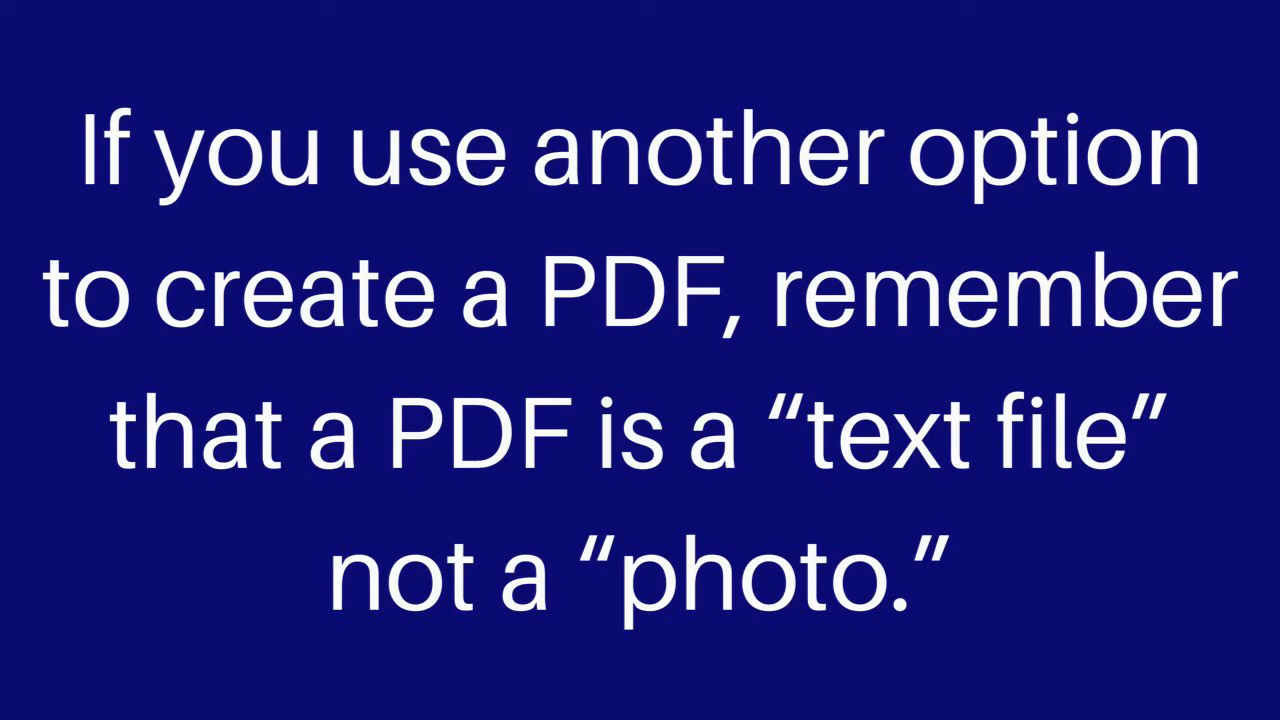 If you use another option
to create a PDF, remember
that a PDF is a “text file”
not a “photo.”